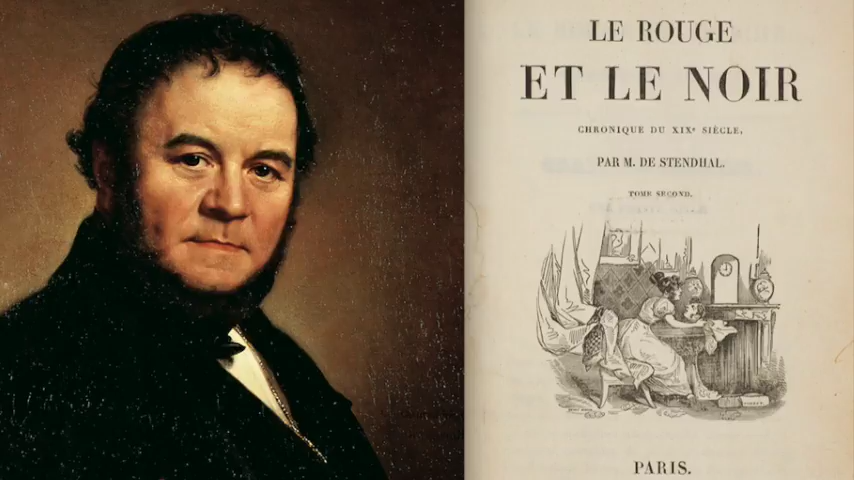 LE ROUGE
ET LE NOIR
CHRONIQUE DU XIXᵉ SIÈCLE,
PAR M. DE STENDHAL.
TOME SECOND.
PARIS.